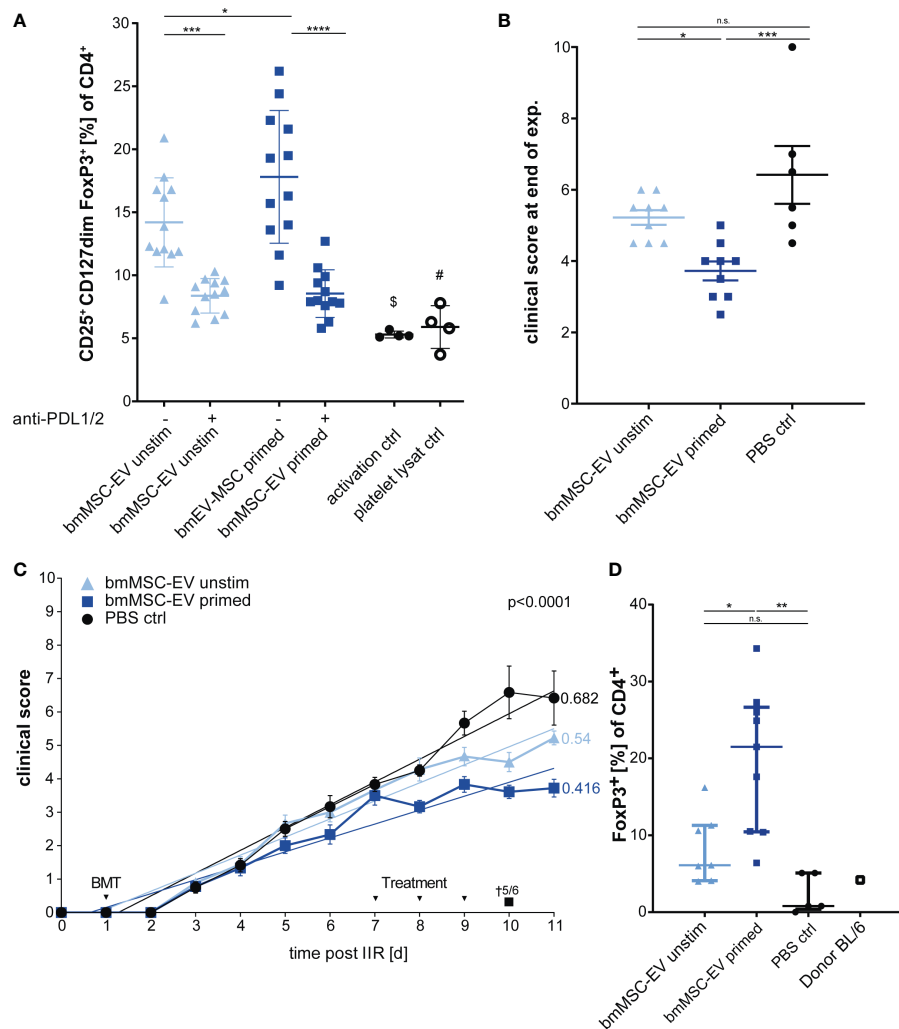 A
CD25⁺ CD127dim FoxP3⁺ [%] of CD4⁺
30
25
20
15
10
5
0
*
***
****
$
#
anti-PDL1/2
-
+
-
+
bmMSC-EV unstim
bmMSC-EV unstim
bmEV-MSC primed
bmMSC-EV primed
activation ctrl
platelet lysat ctrl
B
clinical score at end of exp.
10
8
6
4
2
0
n.s.
*
***
bmMSC-EV unstim
bmMSC-EV primed
PBS ctrl
C
clinical score
10
9
8
7
6
5
4
3
2
1
0
bmMSC-EV unstim
bmMSC-EV primed
PBS ctrl
p<0.0001
0.682
0.54
0.416
BMT
Treatment
†5/6
0 1 2 3 4 5 6 7 8 9 10 11
time post IIR [d]
D
FoxP3⁺ [%] of CD4⁺
40
30
20
10
0
*
**
n.s.
bmMSC-EV unstim
bmMSC-EV primed
PBS ctrl
Donor BL/6